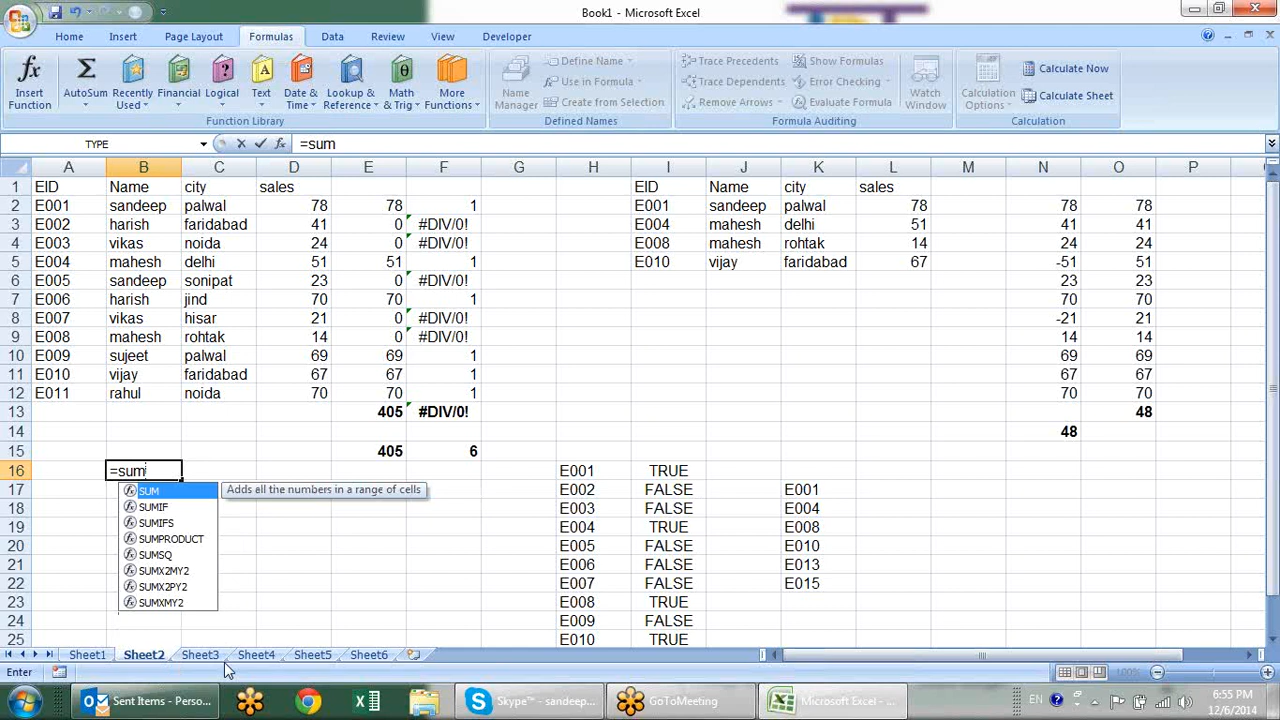 Book1 - Microsoft Excel
Home Insert Page Layout Formulas Data Review View Developer
Insert Function
AutoSum
Recently Used
Financial
Logical
Text
Date & Time
Lookup & Reference
Math & Trig
More Functions
Function Library
Name Manager
Define Name
Use in Formula
Create from Selection
Defined Names
Trace Precedents
Trace Dependents
Remove Arrows
Show Formulas
Error Checking
Evaluate Formula
Watch Window
Formula Auditing
Calculation Options
Calculate Now
Calculate Sheet
Calculation
TYPE =sum
A B C D E F G H I J K L M N O P
1 EID Name city sales EID Name city sales
2 E001 sandeep palwal 78 78 1 E001 sandeep palwal 78 78 78
3 E002 harish faridabad 41 0 #DIV/0! E004 mahesh delhi 51 41 41
4 E003 vikas noida 24 0 #DIV/0! E008 mahesh rohtak 14 24 24
5 E004 mahesh delhi 51 51 1 E010 vijay faridabad 67 -51 51
6 E005 sandeep sonipat 23 0 #DIV/0! 23 23
7 E006 harish jind 70 70 1 70 70
8 E007 vikas hisar 21 0 #DIV/0! -21 21
9 E008 mahesh rohtak 14 0 #DIV/0! 14 14
10 E009 sujeet palwal 69 69 1 69 69
11 E010 vijay faridabad 67 67 1 67 67
12 E011 rahul noida 70 70 1 70 70
13 405 #DIV/0! 48
14 48
15 405 6
16 =sum E001 TRUE
17 E002 FALSE E001
18 E003 FALSE E004
19 E004 TRUE E008
20 E005 FALSE E010
21 E006 FALSE E013
22 E007 FALSE E015
23 E008 TRUE
24 E009 FALSE
25 E010 TRUE
SUM Adds all the numbers in a range of cells
SUMIF
SUMIFS
SUMPRODUCT
SUMSQ
SUMX2MY2
SUMX2PY2
SUMXMY2
Sheet1 Sheet2 Sheet3 Sheet4 Sheet5 Sheet6
Enter 100%
Sent Items - Perso... Skype™ - sandeep... GoToMeeting Microsoft Excel - ... EN 6:55 PM
12/6/2014